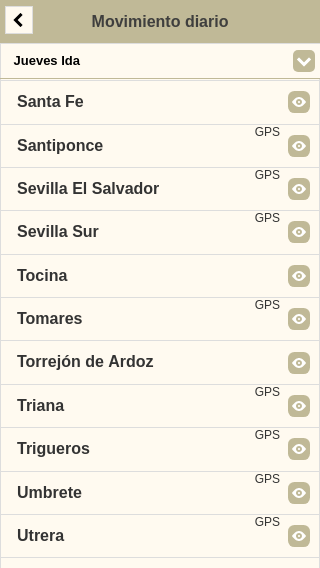 Movimiento diario
Jueves Ida
Santa Fe
GPS
Santiponce
GPS
Sevilla El Salvador
GPS
Sevilla Sur
Tocina
GPS
Tomares
Torrejón de Ardoz
GPS
Triana
GPS
Trigueros
GPS
Umbrete
GPS
Utrera